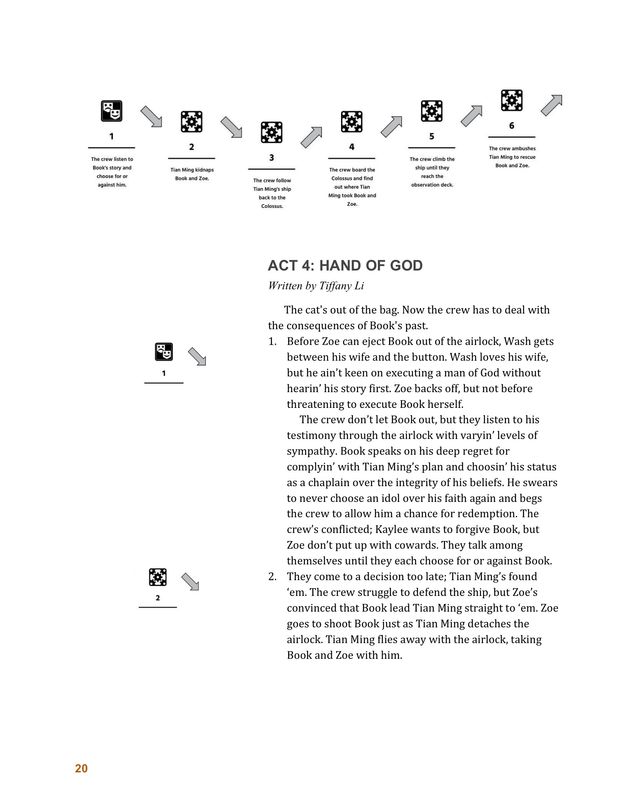 1
The crew listen to
Book's story and
choose for or
against him.
2
Tian Ming kidnaps
Book and Zoe.
3
The crew follow
Tian Ming's ship
back to the
Colossus.
4
The crew board the
Colossus and find
out where Tian
Ming took Book and
Zoe.
5
The crew climb the
ship until they
reach the
observation deck.
6
The crew ambushes
Tian Ming to rescue
Book and Zoe.
ACT 4: HAND OF GOD
Written by Tiffany Li
The cat's out of the bag. Now the crew has to deal with
the consequences of Book's past.
1. Before Zoe can eject Book out of the airlock, Wash gets
between his wife and the button. Wash loves his wife,
but he ain't keen on executing a man of God without
hearin' his story first. Zoe backs off, but not before
threatening to execute Book herself.
The crew don't let Book out, but they listen to his
testimony through the airlock with varyin' levels of
sympathy. Book speaks on his deep regret for
complyin' with Tian Ming's plan and choosin' his status
as a chaplain over the integrity of his beliefs. He swears
to never choose an idol over his faith again and begs
the crew to allow him a chance for redemption. The
crew's conflicted; Kaylee wants to forgive Book, but
Zoe don't put up with cowards. They talk among
themselves until they each choose for or against Book.
1
2. They come to a decision too late; Tian Ming's found
'em. The crew struggle to defend the ship, but Zoe's
convinced that Book lead Tian Ming straight to 'em. Zoe
goes to shoot Book just as Tian Ming detaches the
airlock. Tian Ming flies away with the airlock, taking
Book and Zoe with him.
2
20